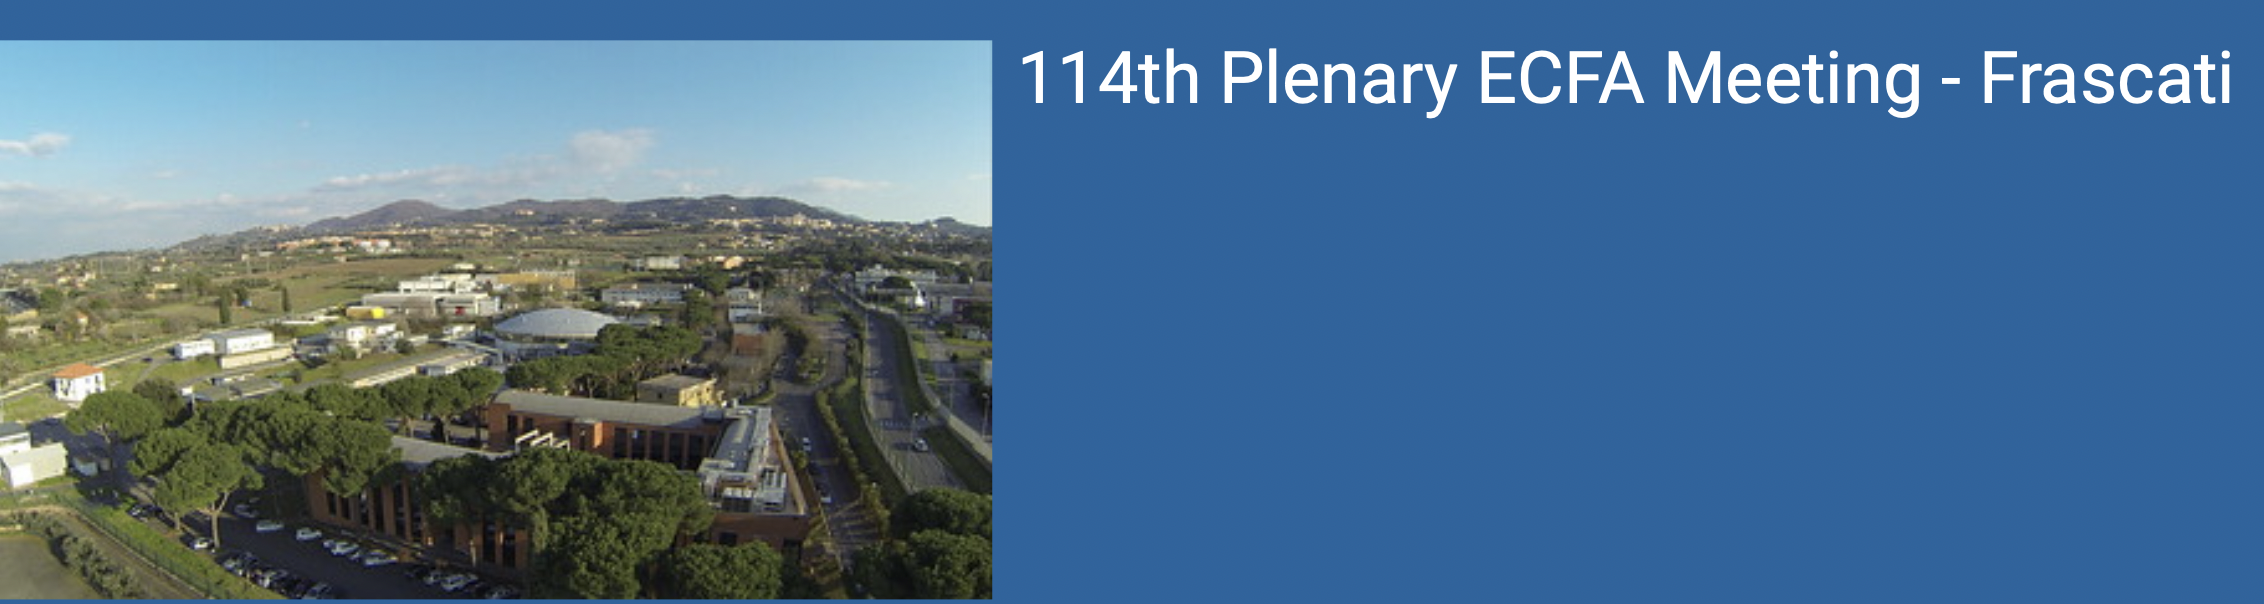 114th Plenary ECFA Meeting - Frascati